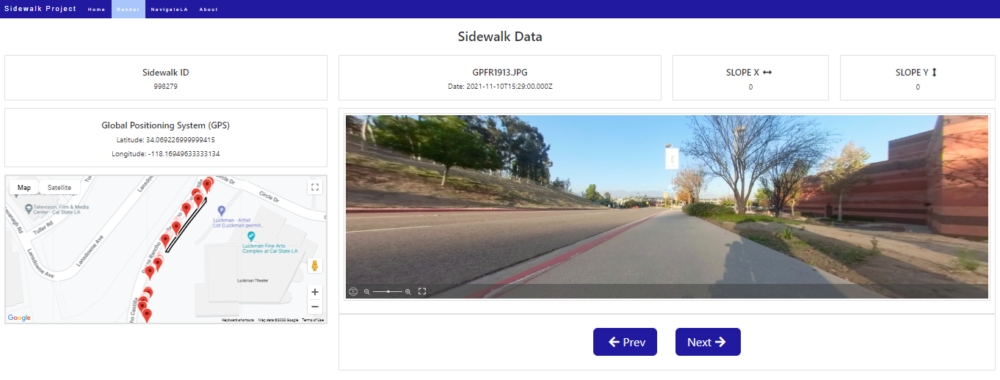 Sidewalk Project Home Render NavigateLA About
Sidewalk Data
Sidewalk ID
998279
GPFR1913.JPG
Date: 2021-11-10T15:29:00.000Z
SLOPE X
0
SLOPE Y
0
Global Positioning System (GPS)
Latitude: 34.069226999999415
Longitude: -118.16949633333134
Map Satellite
Circle Dr
Circle Dr
Lansdowne
Television, Film & Media
Center - Cal State LA
Tuller Rd
Lansdowne Ave
Lansdowne Ave
Luckman - Artist
Lot (Luckman permit...
Luckman Fine Arts
Complex at Cal State LA
Luckman Theater
Google
Keyboard shortcuts Map data ©2022 Google Terms of Use
Prev Next